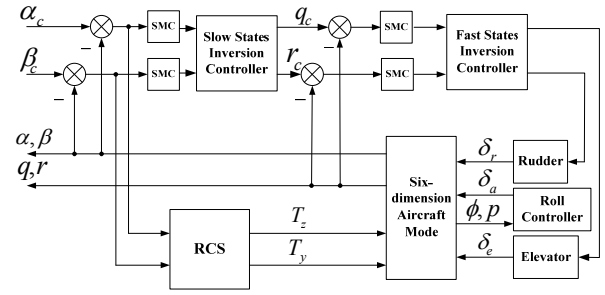 α_c
SMC
Slow States
Inversion
Controller
q_c
SMC
Fast States
Inversion
Controller
β_c
SMC
r_c
SMC
α, β
q, r
Six-
dimension
Aircraft
Mode
δ_r
Rudder
δ_a
ϕ, p
Roll
Controller
δ_e
Elevator
RCS
T_z
T_y